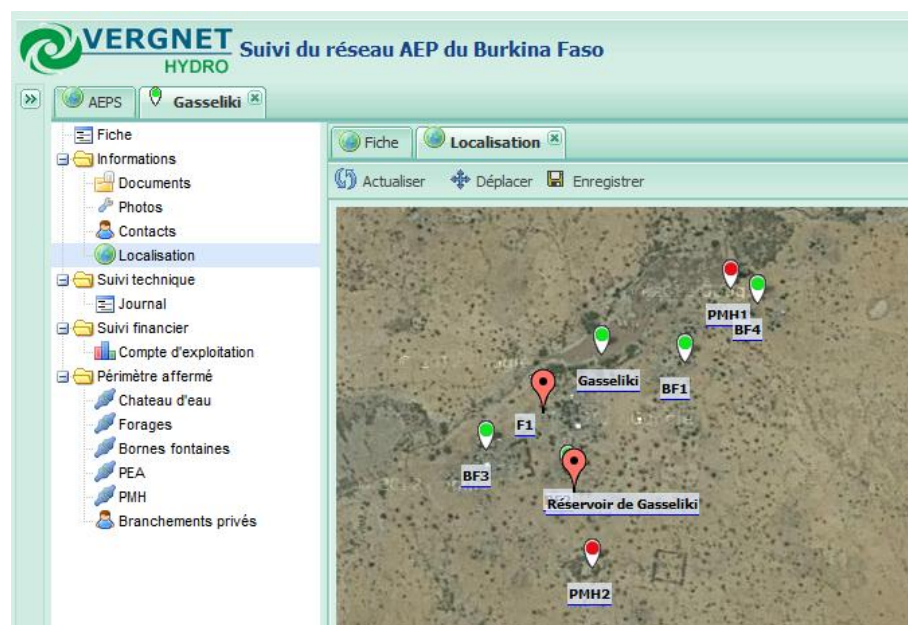 VERGNET
HYDRO
Suivi du réseau AEP du Burkina Faso
AEPS
Gasseliki
Fiche
Informations
Documents
Photos
Contacts
Localisation
Suivi technique
Journal
Suivi financier
Compte d'exploitation
Périmètre affermé
Chateau d'eau
Forages
Bornes fontaines
PEA
PMH
Branchements privés
Fiche
Localisation
Actualiser
Déplacer
Enregistrer
PMH1
BF4
Gasseliki
BF1
F1
BF3
Réservoir de Gasseliki
PMH2